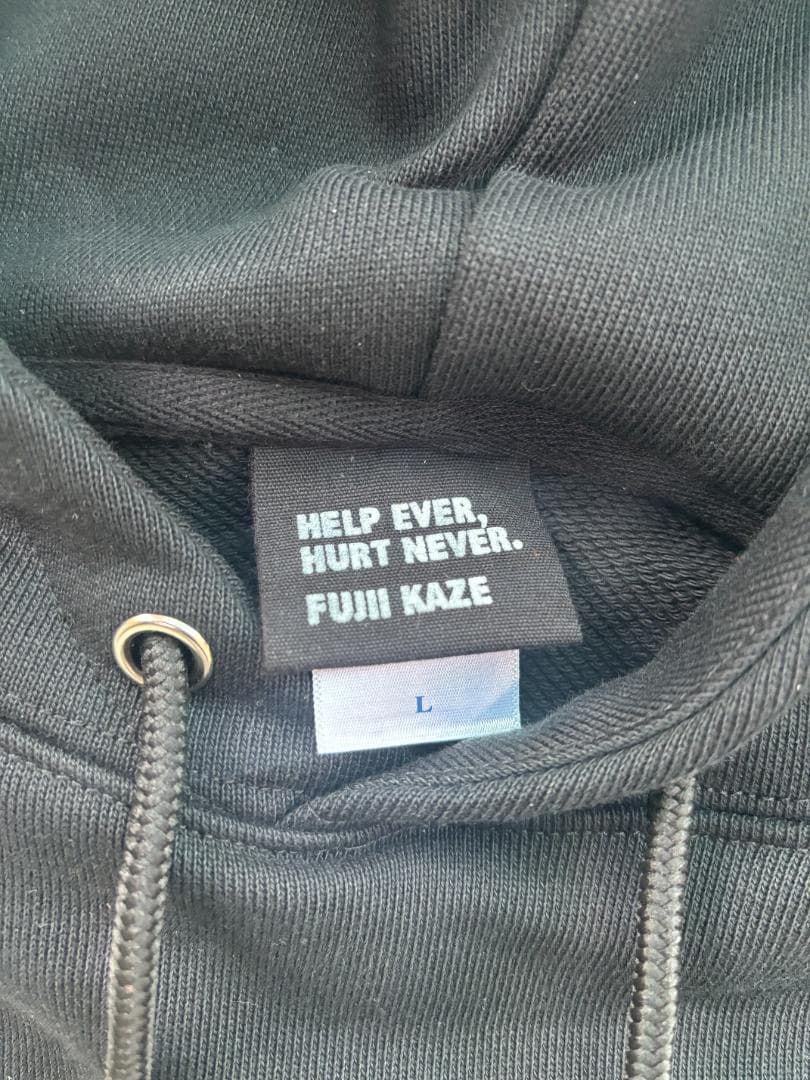 HELP EVER,
HURT NEVER.
FUJII KAZE
L